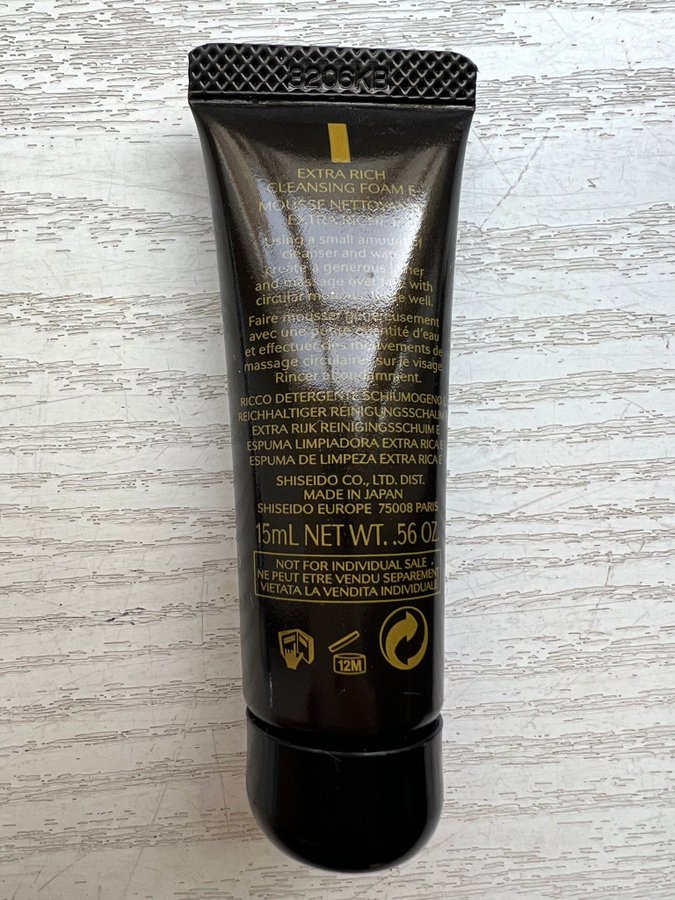 8206KB
EXTRA RICH
CLEANSING FOAM E
MOUSSE NETTOYANTE
EXTRA RICHE E
Using a small amount of
cleanser and water,
create a generous lather
and massage over face with
circular motions. Rinse well.
Faire mousser généreusement
avec une petite quantité d'eau
et effectuer des mouvements de
massage circulaires sur le visage.
Rincer abondamment.
RICCO DETERGENTE SCHIUMOGENO E
REICHHALTIGER REINIGUNGSSCHAUM
EXTRA RIJK REINIGINGSSCHUIM E
ESPUMA LIMPIADORA EXTRA RICA E
ESPUMA DE LIMPEZA EXTRA RICA E
SHISEIDO CO., LTD. DIST.
MADE IN JAPAN
SHISEIDO EUROPE 75008 PARIS
15mL NET WT. .56 OZ.
NOT FOR INDIVIDUAL SALE
NE PEUT ETRE VENDU SEPAREMENT
VIETATA LA VENDITA INDIVIDUALE
12M